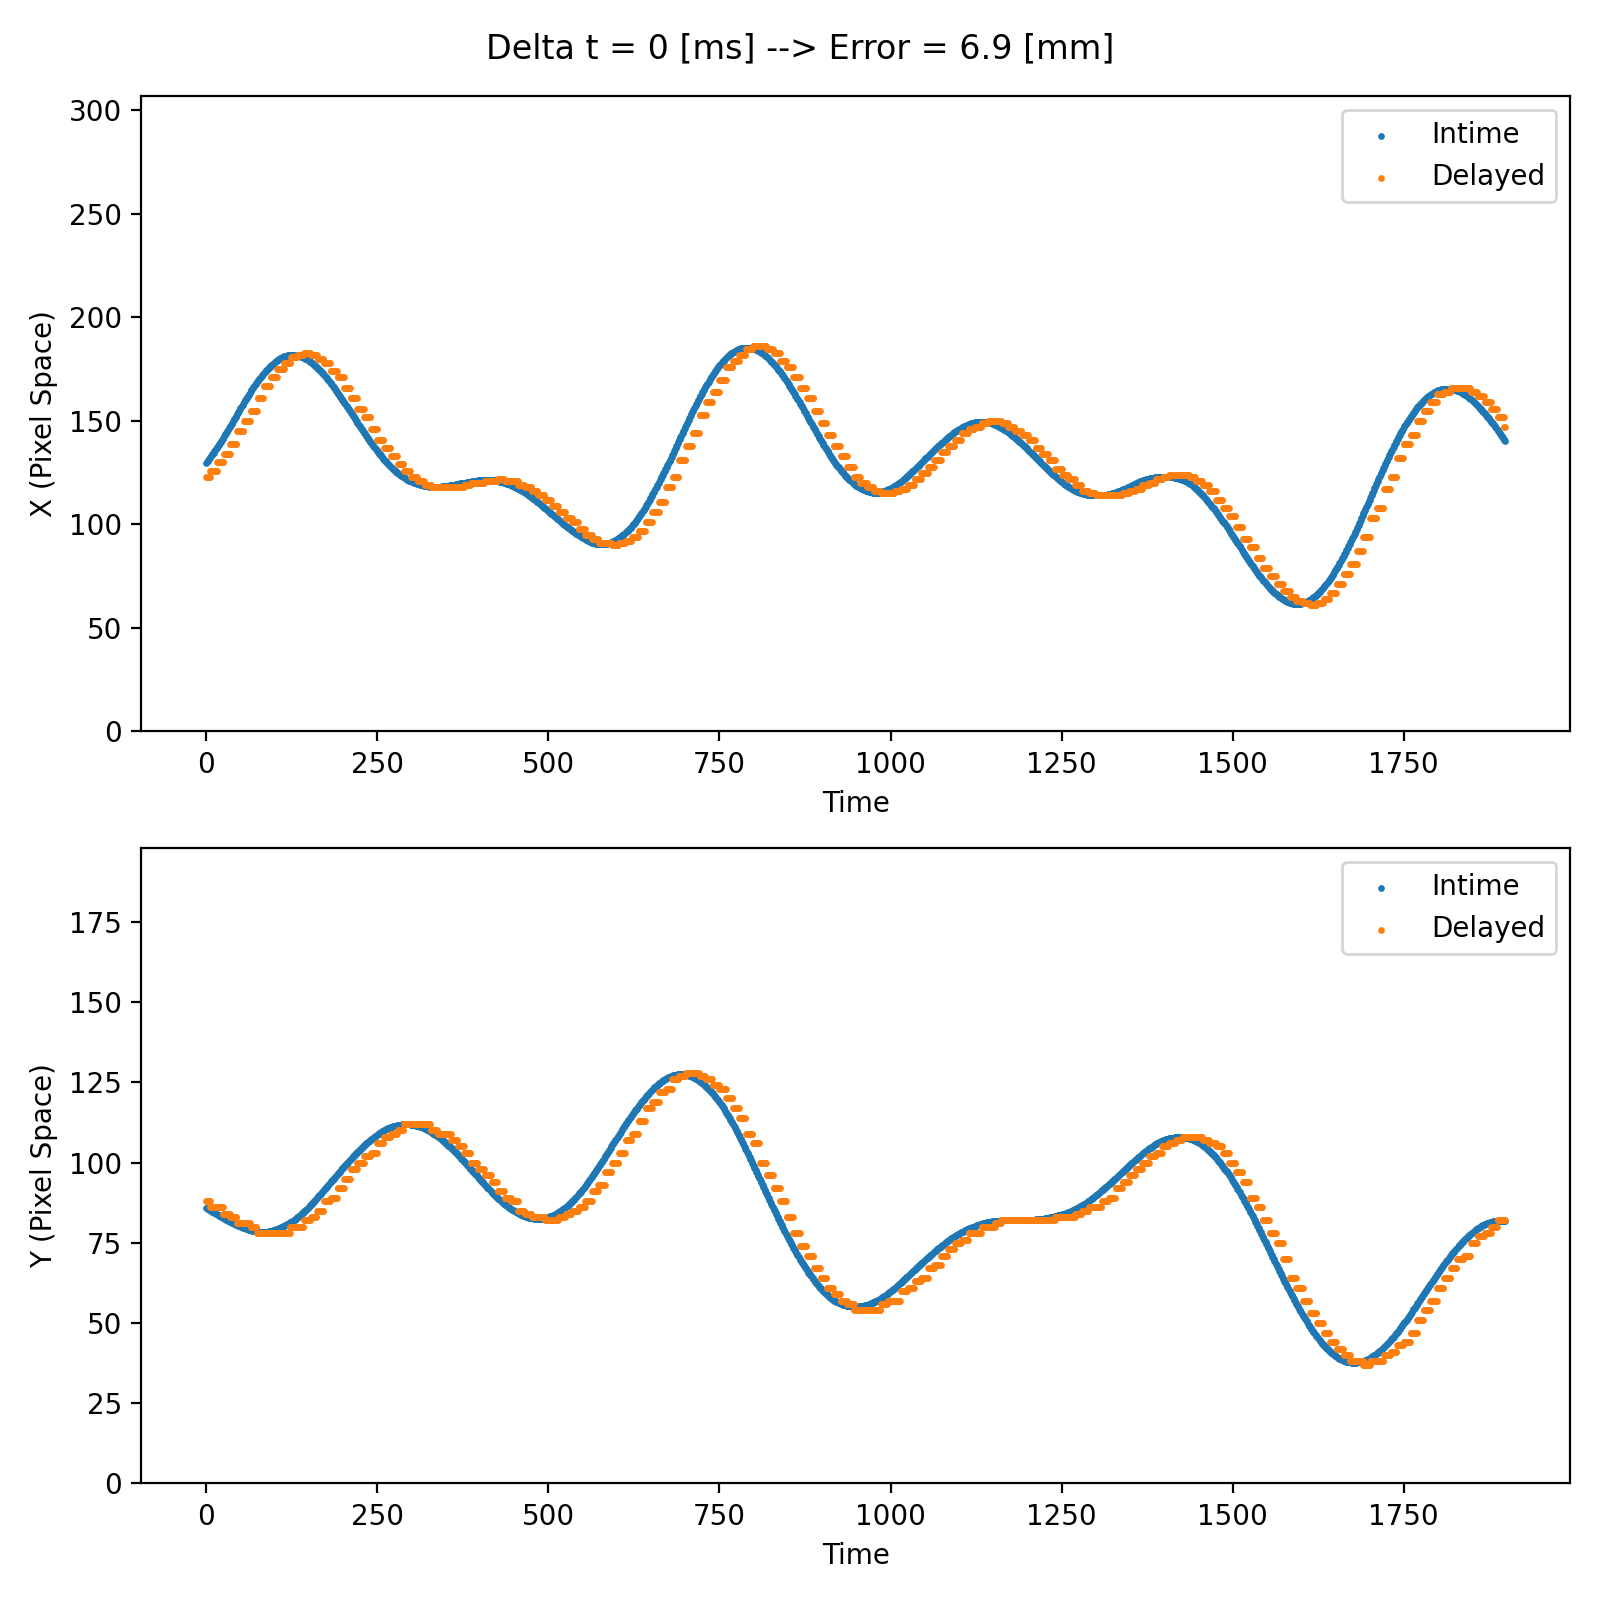 Delta t = 0 [ms] --> Error = 6.9 [mm]
300
250
200
150
100
50
0
X (Pixel Space)
Intime
Delayed
0 250 500 750 1000 1250 1500 1750
Time
175
150
125
100
75
50
25
0
Y (Pixel Space)
Intime
Delayed
0 250 500 750 1000 1250 1500 1750
Time